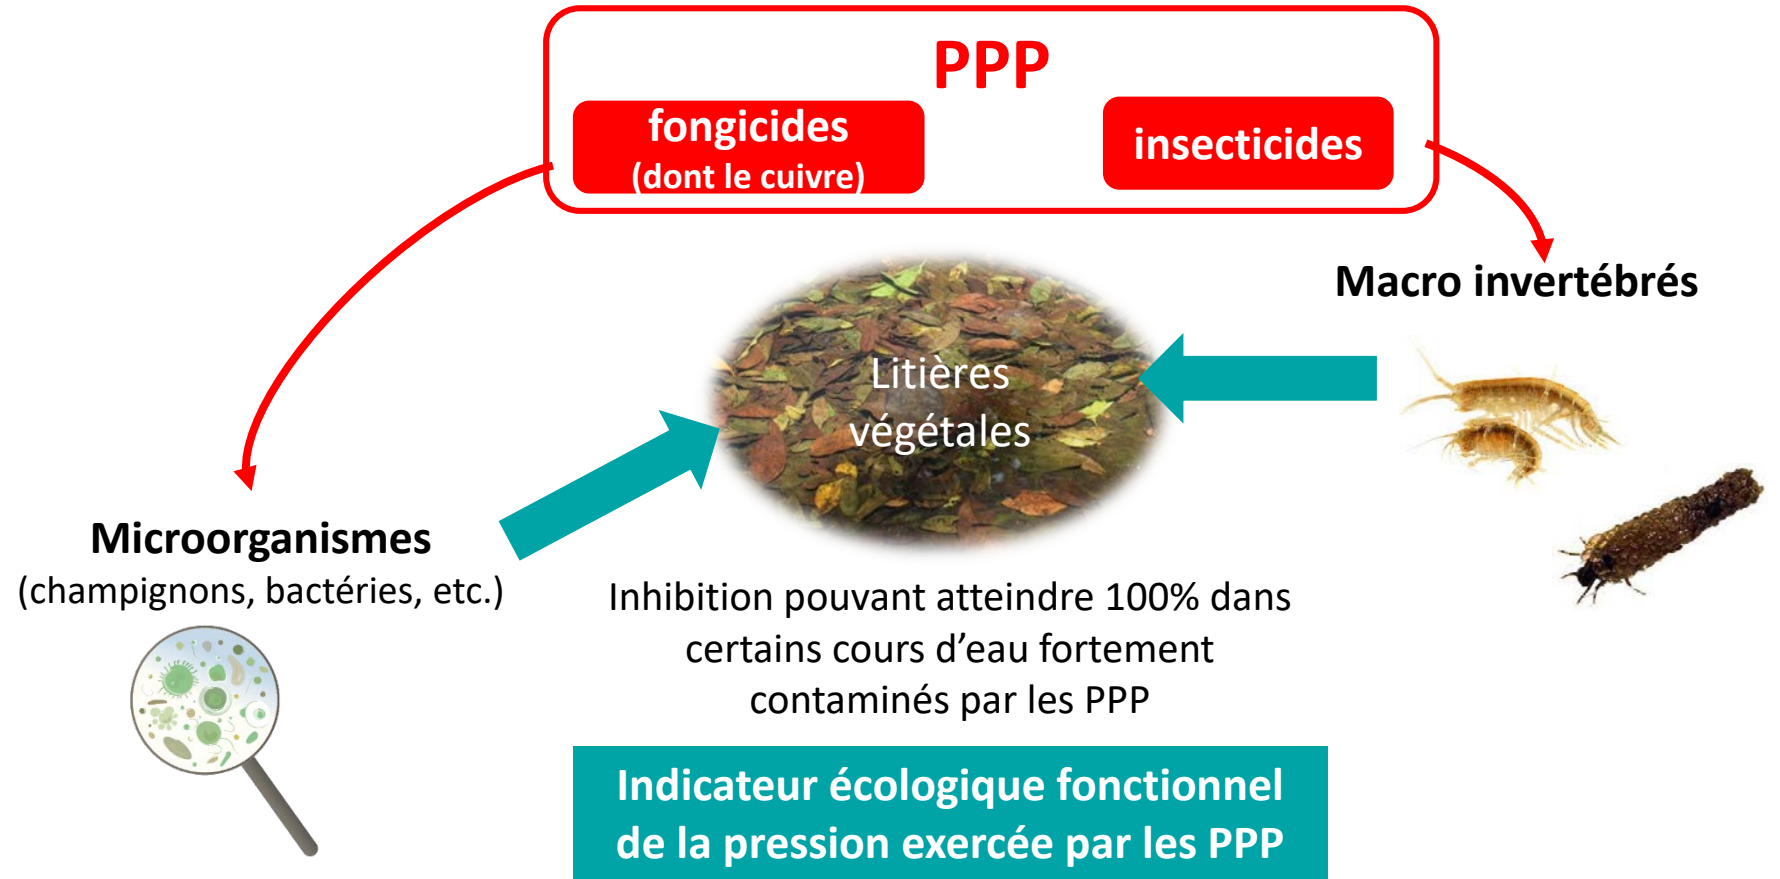 PPP
fongicides
(dont le cuivre)
insecticides
Macro invertébrés
Litières
végétales
Microorganismes
(champignons, bactéries, etc.)
Inhibition pouvant atteindre 100% dans
certains cours d’eau fortement
contaminés par les PPP
Indicateur écologique fonctionnel
de la pression exercée par les PPP